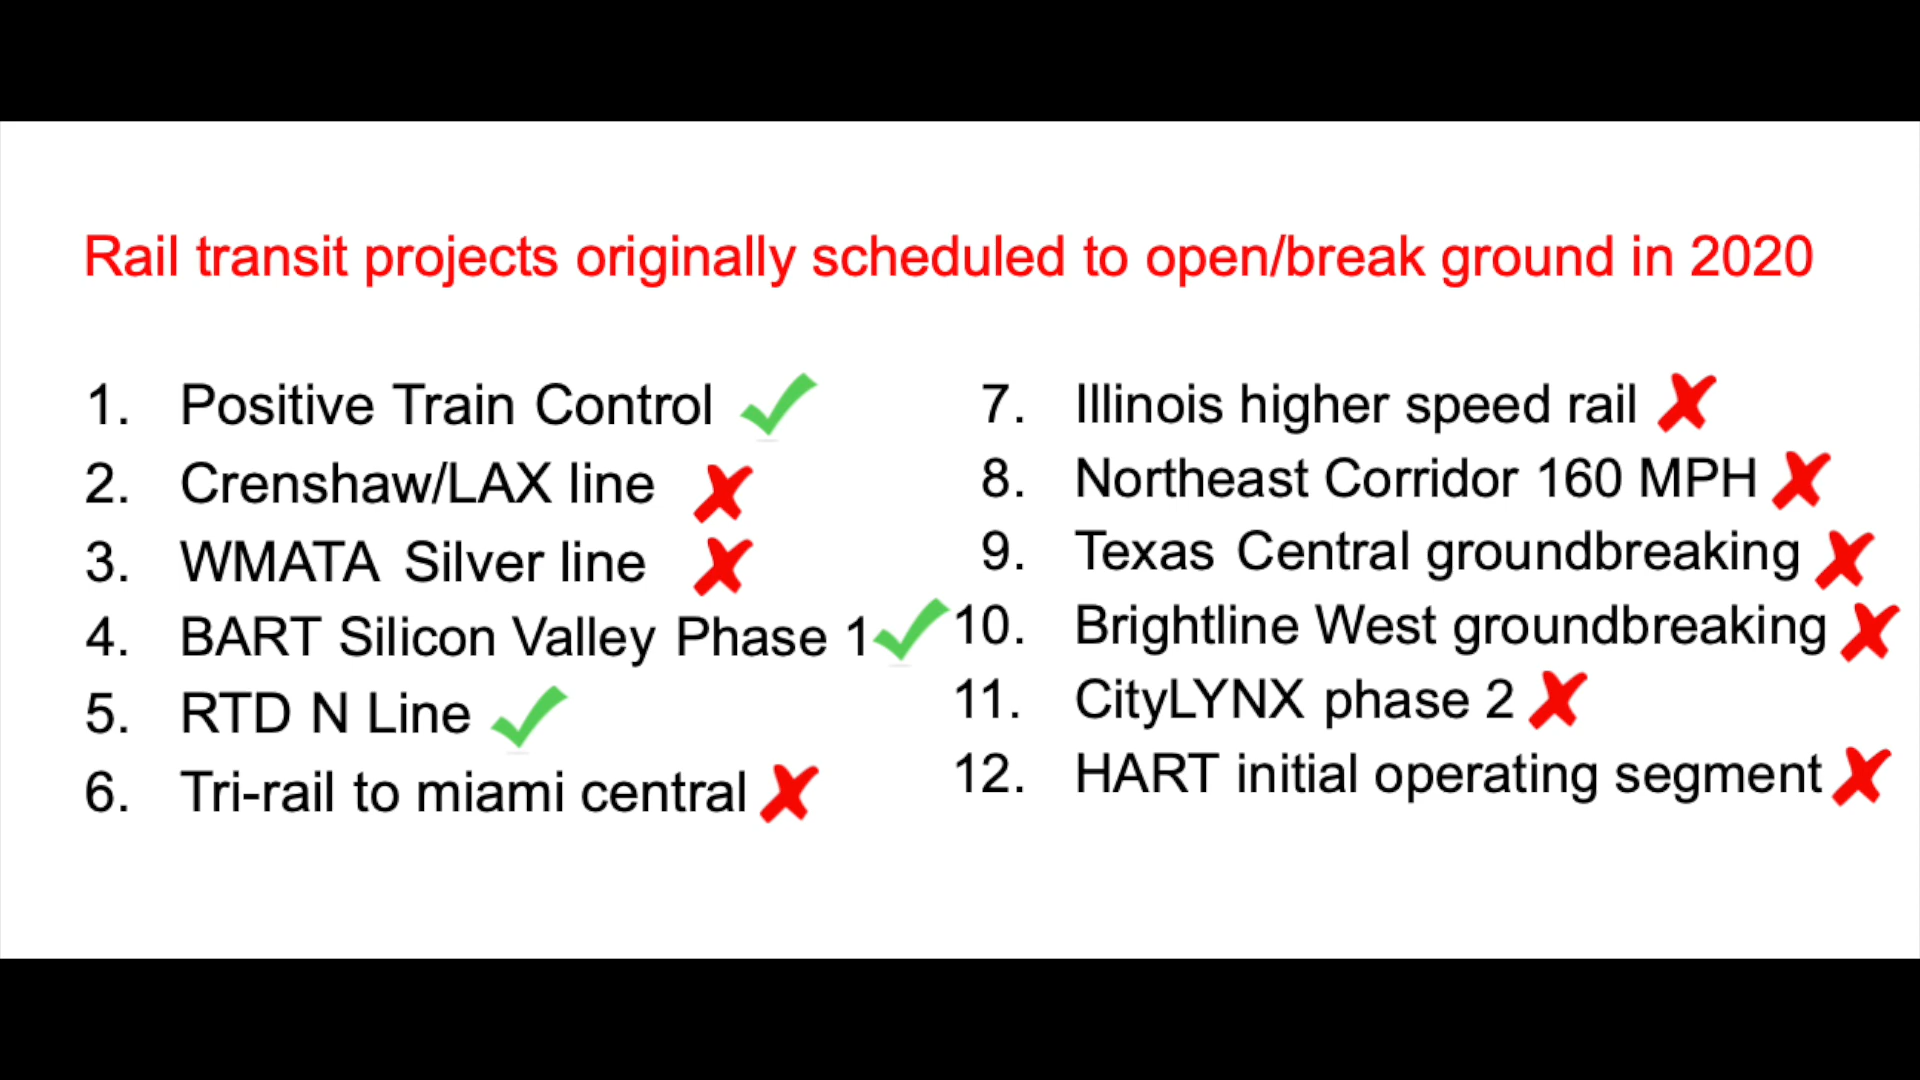 Rail transit projects originally scheduled to open/break ground in 2020
1. Positive Train Control
2. Crenshaw/LAX line
3. WMATA Silver line
4. BART Silicon Valley Phase 1
5. RTD N Line
6. Tri-rail to miami central
7. Illinois higher speed rail
8. Northeast Corridor 160 MPH
9. Texas Central groundbreaking
10. Brightline West groundbreaking
11. CityLYNX phase 2
12. HART initial operating segment